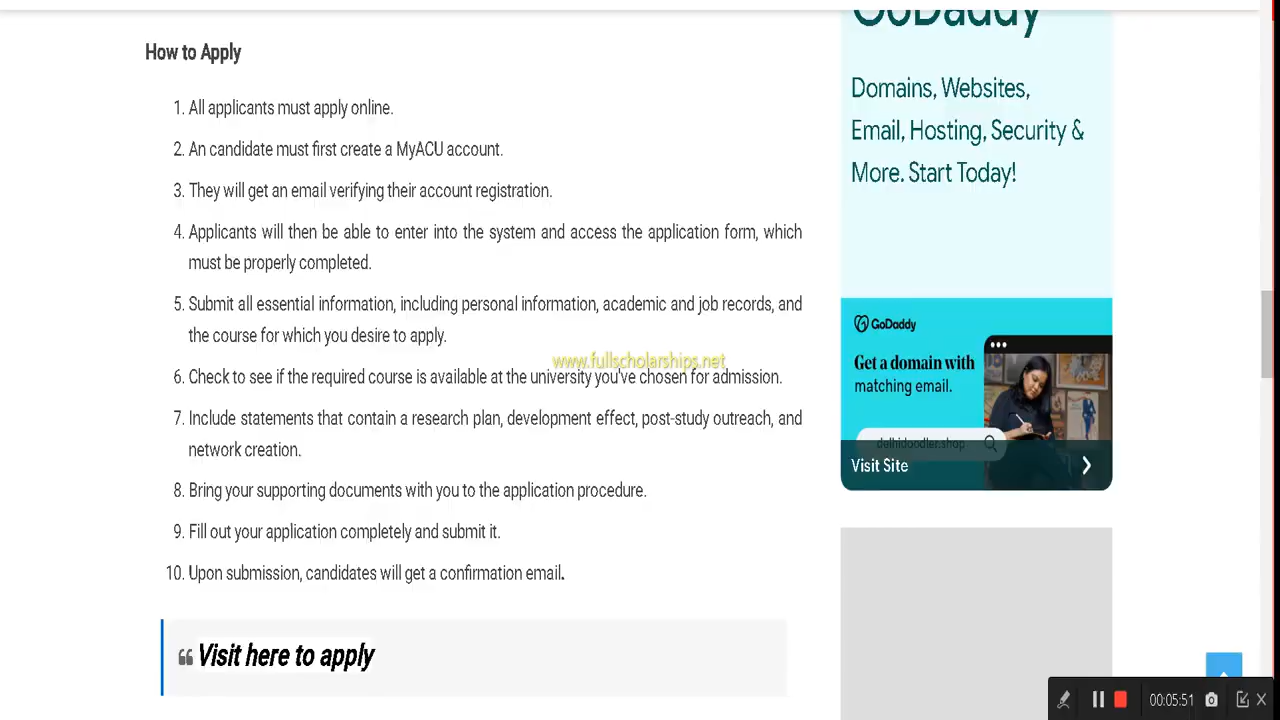 How to Apply
1. All applicants must apply online.
2. An candidate must first create a MyACU account.
3. They will get an email verifying their account registration.
4. Applicants will then be able to enter into the system and access the application form, which
must be properly completed.
5. Submit all essential information, including personal information, academic and job records, and
the course for which you desire to apply.
www.fullscholarships.net
6. Check to see if the required course is available at the university you've chosen for admission.
7. Include statements that contain a research plan, development effect, post-study outreach, and
network creation.
8. Bring your supporting documents with you to the application procedure.
9. Fill out your application completely and submit it.
10. Upon submission, candidates will get a confirmation email.
Visit here to apply
GoDaddy
Domains, Websites,
Email, Hosting, Security &
More. Start Today!
GoDaddy
Get a domain with
matching email.
delhidoodler.shop
Visit Site
00:05:51